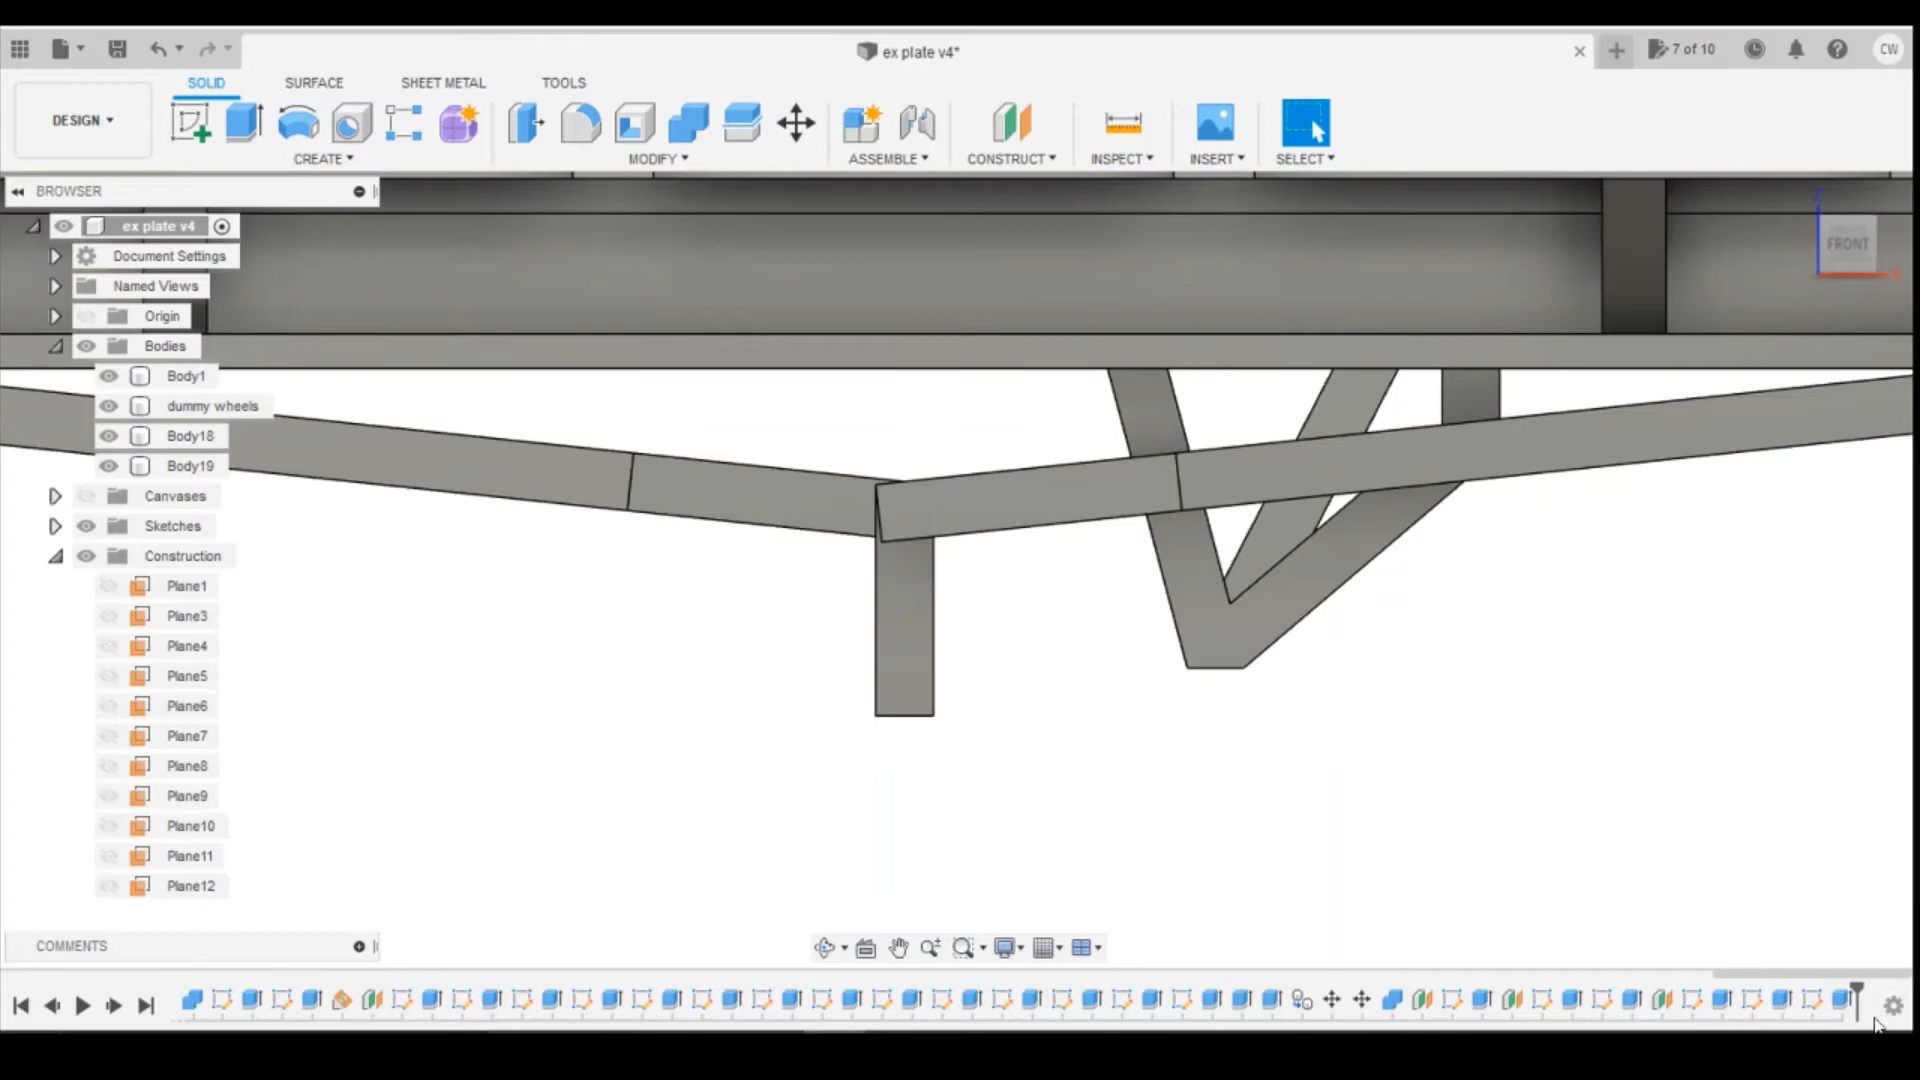 ex plate v4*
7 of 10
CW
DESIGN
SOLID
SURFACE
SHEET METAL
TOOLS
CREATE
MODIFY
ASSEMBLE
CONSTRUCT
INSPECT
INSERT
SELECT
BROWSER
Z
FRONT
X
ex plate v4
Document Settings
Named Views
Origin
Bodies
Body1
dummy wheels
Body18
Body19
Canvases
Sketches
Construction
Plane1
Plane3
Plane4
Plane5
Plane6
Plane7
Plane8
Plane9
Plane10
Plane11
Plane12
COMMENTS